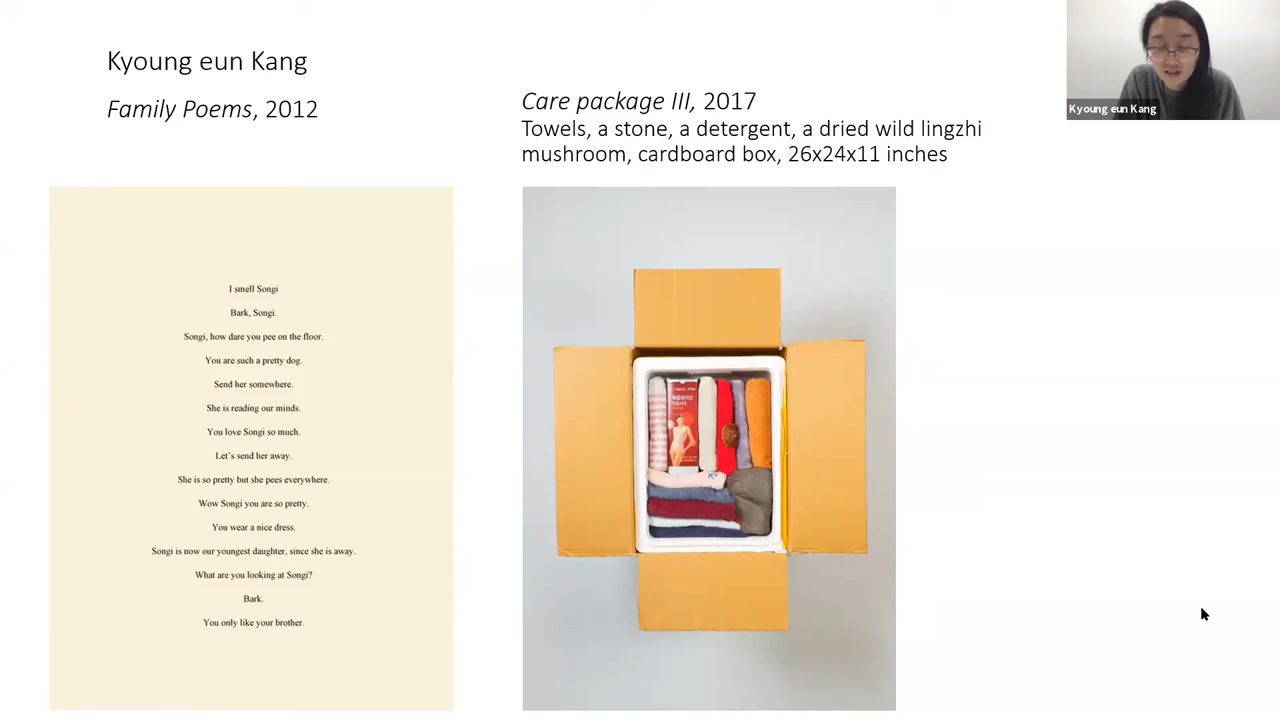 Kyoung eun Kang
Family Poems, 2012
Care package III, 2017
Towels, a stone, a detergent, a dried wild lingzhi
mushroom, cardboard box, 26x24x11 inches
Kyoung eun Kang
I smell Songi
Bark, Songi.
Songi, how dare you pee on the floor.
You are such a pretty dog.
Send her somewhere.
She is reading our minds.
You love Songi so much.
Let's send her away.
She is so pretty but she pees everywhere.
Wow Songi you are so pretty.
You wear a nice dress.
Songi is now our youngest daughter, since she is away.
What are you looking at Songi?
Bark.
You only like your brother.